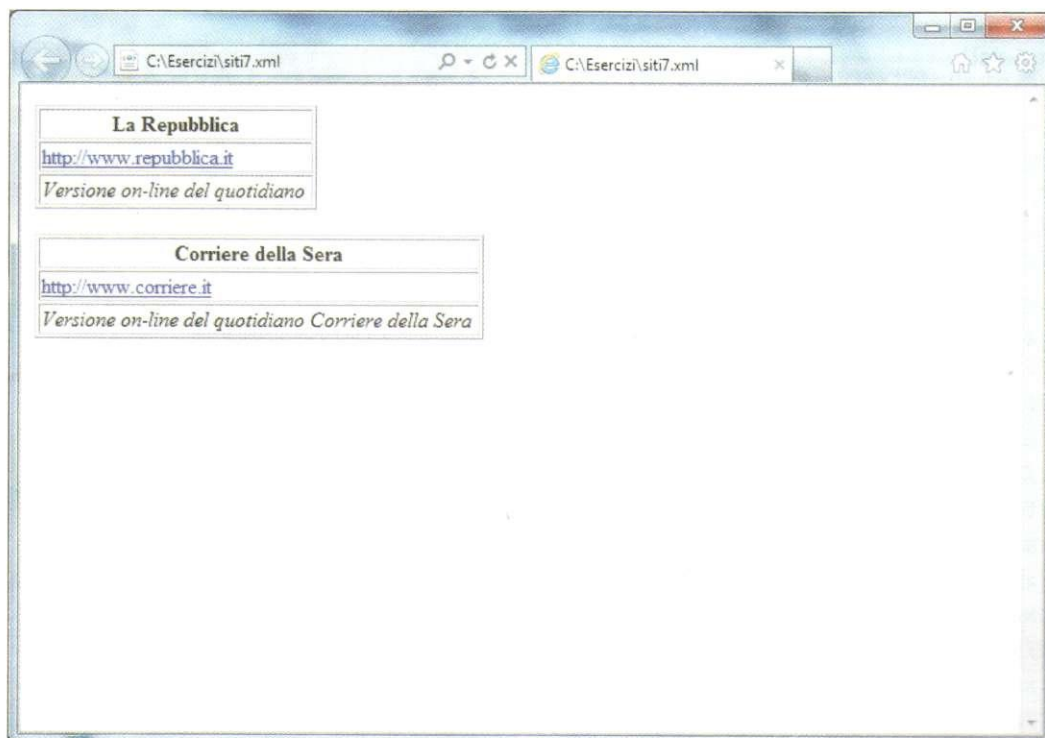 C:\Esercizi\siti7.xml
C:\Esercizi\siti7.xml
La Repubblica
http://www.repubblica.it
Versione on-line del quotidiano
Corriere della Sera
http://www.corriere.it
Versione on-line del quotidiano Corriere della Sera